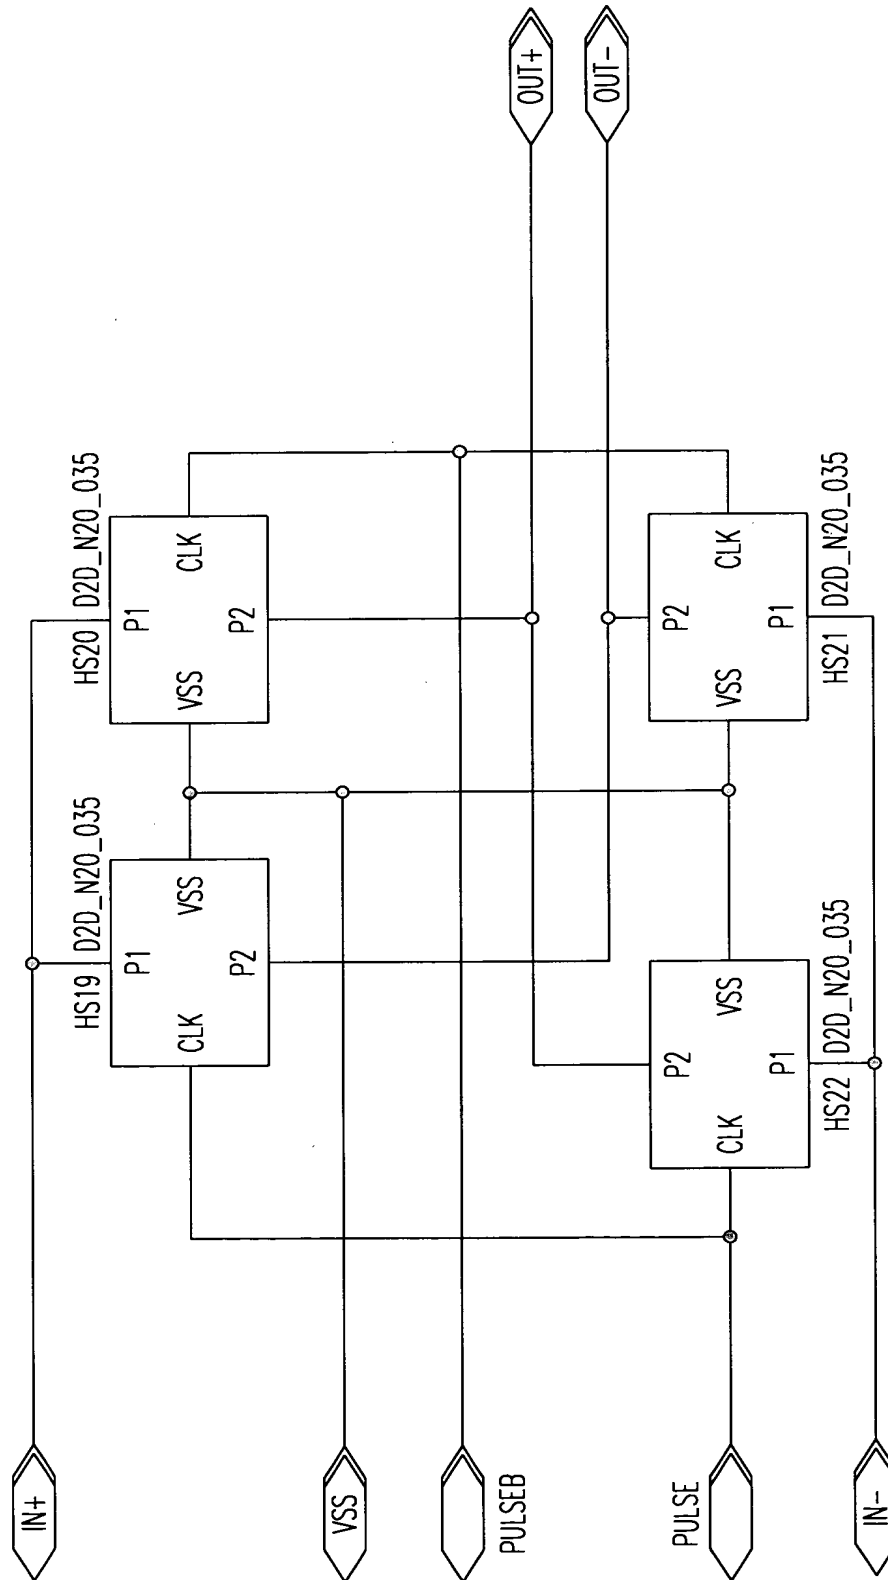 IN+
HS19 D2D_N20_035
P1
CLK
VSS
P2
HS20 D2D_N20_035
P1
VSS
CLK
P2
OUT+
OUT-
VSS
PULSEB
PULSE
P2
CLK
VSS
P1
HS22 D2D_N20_035
P2
VSS
CLK
P1
HS21 D2D_N20_035
IN-